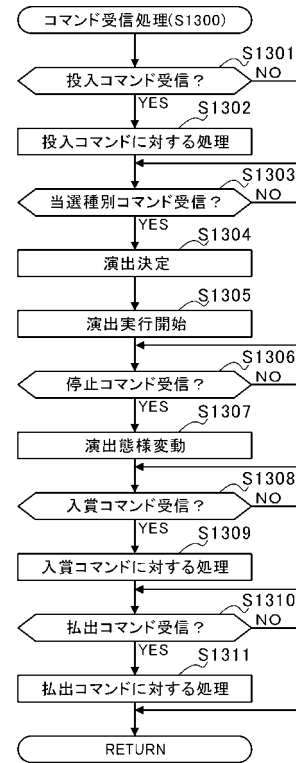 コマンド受信処理(S1300)
S1301
投入コマンド受信？
NO
YES
S1302
投入コマンドに対する処理
S1303
当選種別コマンド受信？
NO
YES
S1304
演出決定
S1305
演出実行開始
S1306
停止コマンド受信？
NO
YES
S1307
演出態様変動
S1308
入賞コマンド受信？
NO
YES
S1309
入賞コマンドに対する処理
S1310
払出コマンド受信？
NO
YES
S1311
払出コマンドに対する処理
RETURN